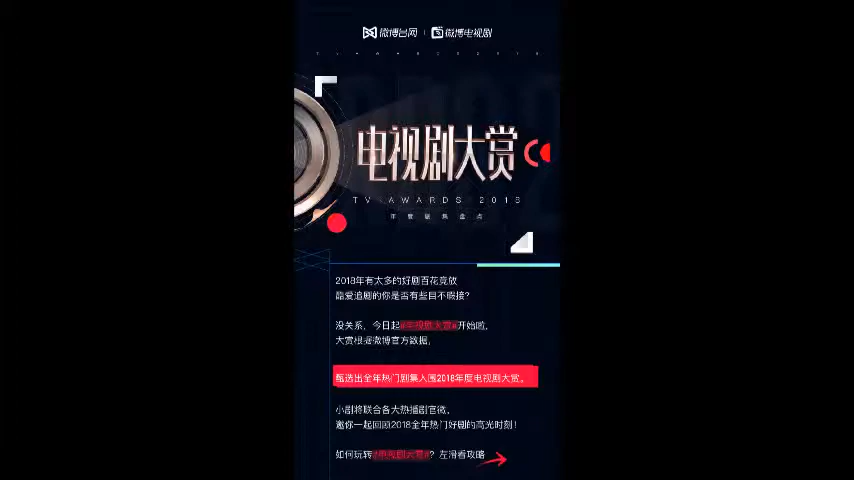 微博台网 | 微博电视剧
电视剧大赏
TV AWARDS 2018
年度剧热盘点
2018年有太多的好剧百花竞放
酷爱追剧的你是否有些目不暇接?
没关系，今日起#电视剧大赏#开始啦，
大赏根据微博官方数据，
甄选出全年热门剧集入围2018年度电视剧大赏。
小剧将联合各大热播剧官微，
邀你一起回顾2018全年热门好剧的高光时刻!
如何玩转#电视剧大赏#? 左滑看攻略